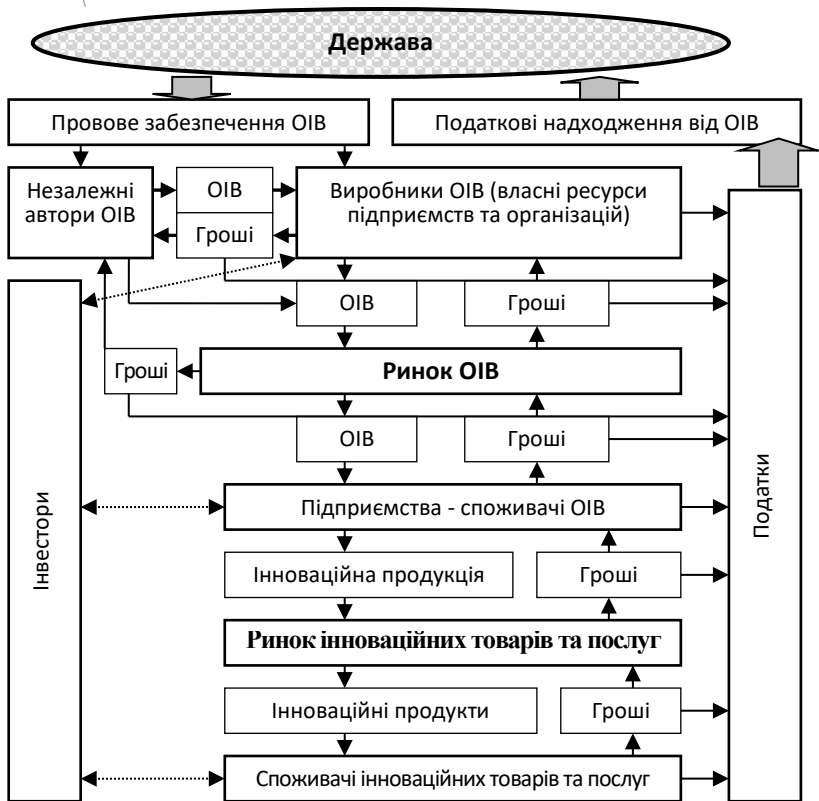 Держава
Провове забезпечення ОІВ
Податкові надходження від ОІВ
Незалежні
автори ОІВ
ОІВ
Гроші
Виробники ОІВ (власні ресурси
підприємств та організацій)
ОІВ
Гроші
Гроші
Ринок ОІВ
ОІВ
Гроші
Підприємства - споживачі ОІВ
Інноваційна продукція
Гроші
Ринок інноваційних товарів та послуг
Інноваційні продукти
Гроші
Споживачі інноваційних товарів та послуг
Інвестори
Податки